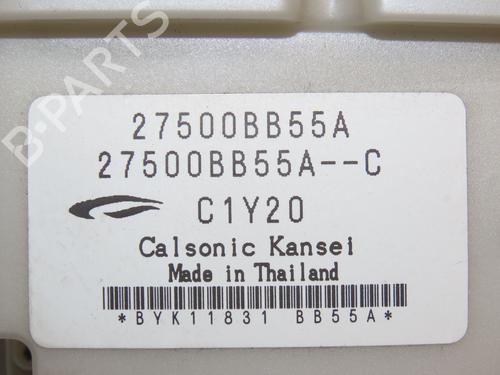 B-PARTS
27500BB55A
27500BB55A--C
C1Y20
Calsonic Kansei
Made in Thailand
*BYK11831 BB55A*